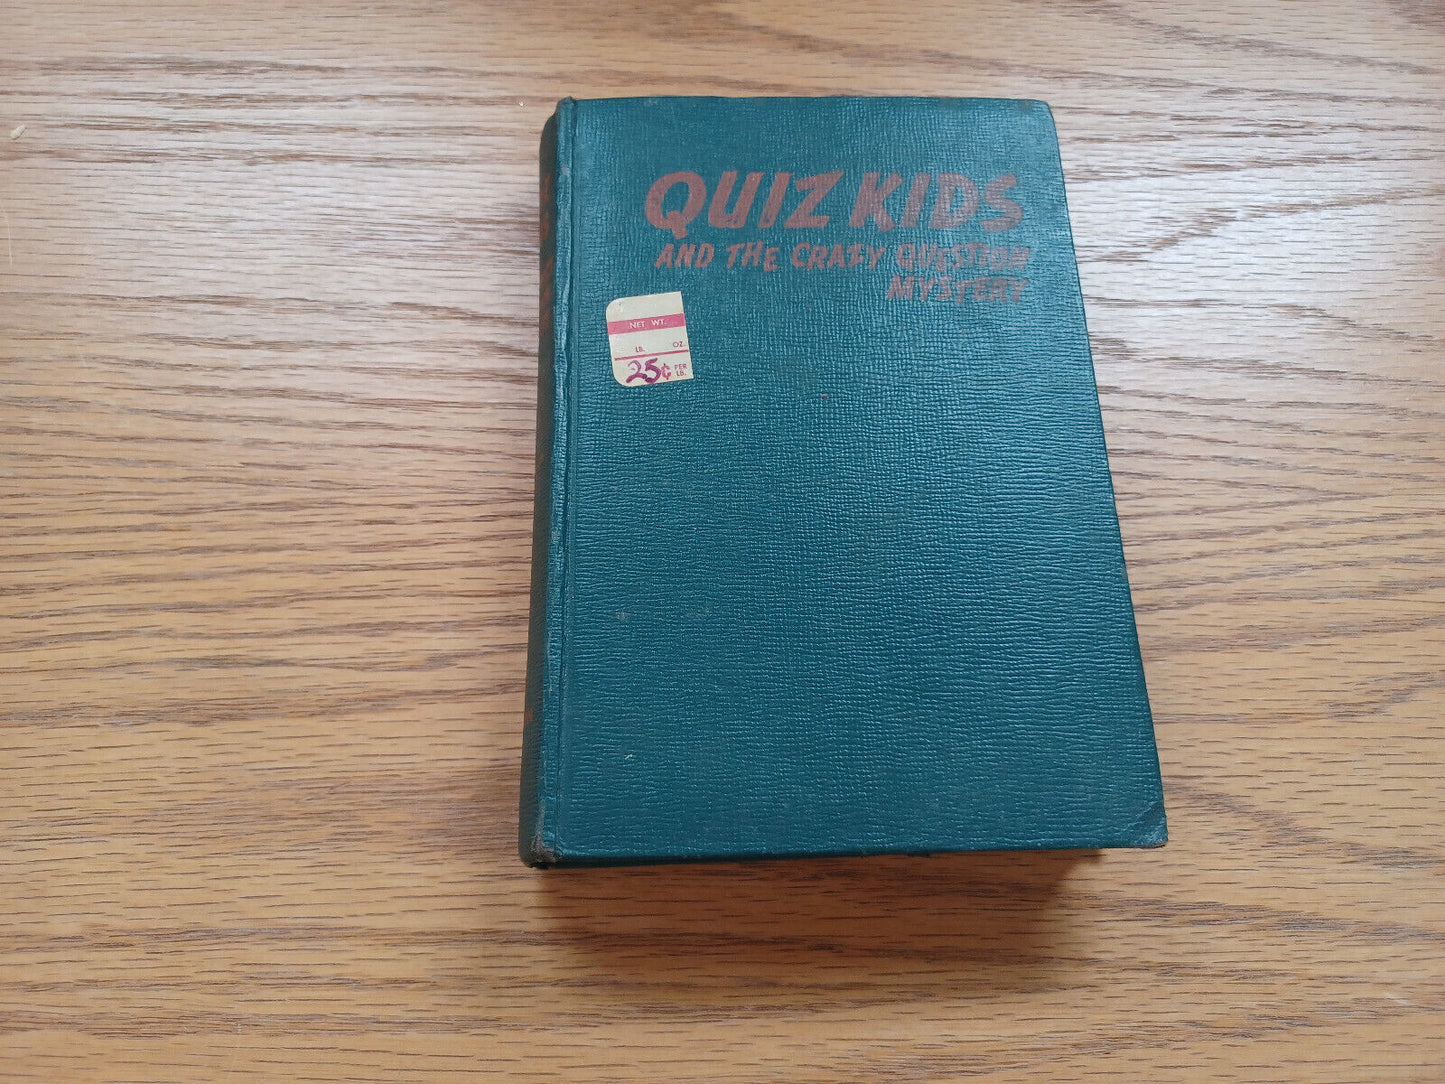 QUIZ KIDS
AND THE CRAZY QUESTION
MYSTERY
NET WT.
LB. OZ.
25¢ PER
LB.